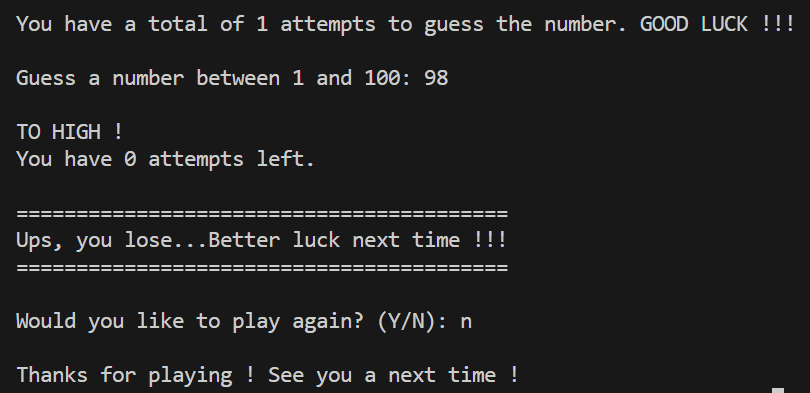 You have a total of 1 attempts to guess the number. GOOD LUCK !!!
Guess a number between 1 and 100: 98
TO HIGH !
You have 0 attempts left.
=========================================
Ups, you lose...Better luck next time !!!
=========================================
Would you like to play again? (Y/N): n
Thanks for playing ! See you a next time !